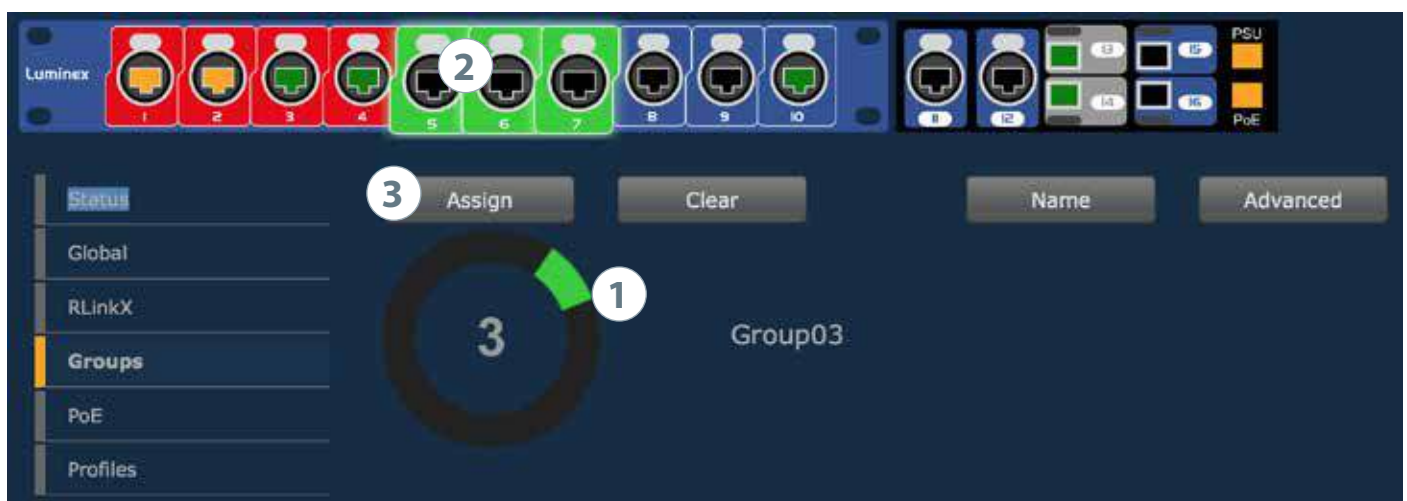 PSU
Luminex
2
13
15
1
2
3
4
5
6
7
8
9
10
11
12
14
16
PoE
3
Assign
Clear
Name
Advanced
Status
Global
RLinkX
Groups
PoE
Profiles
1
3
Group03